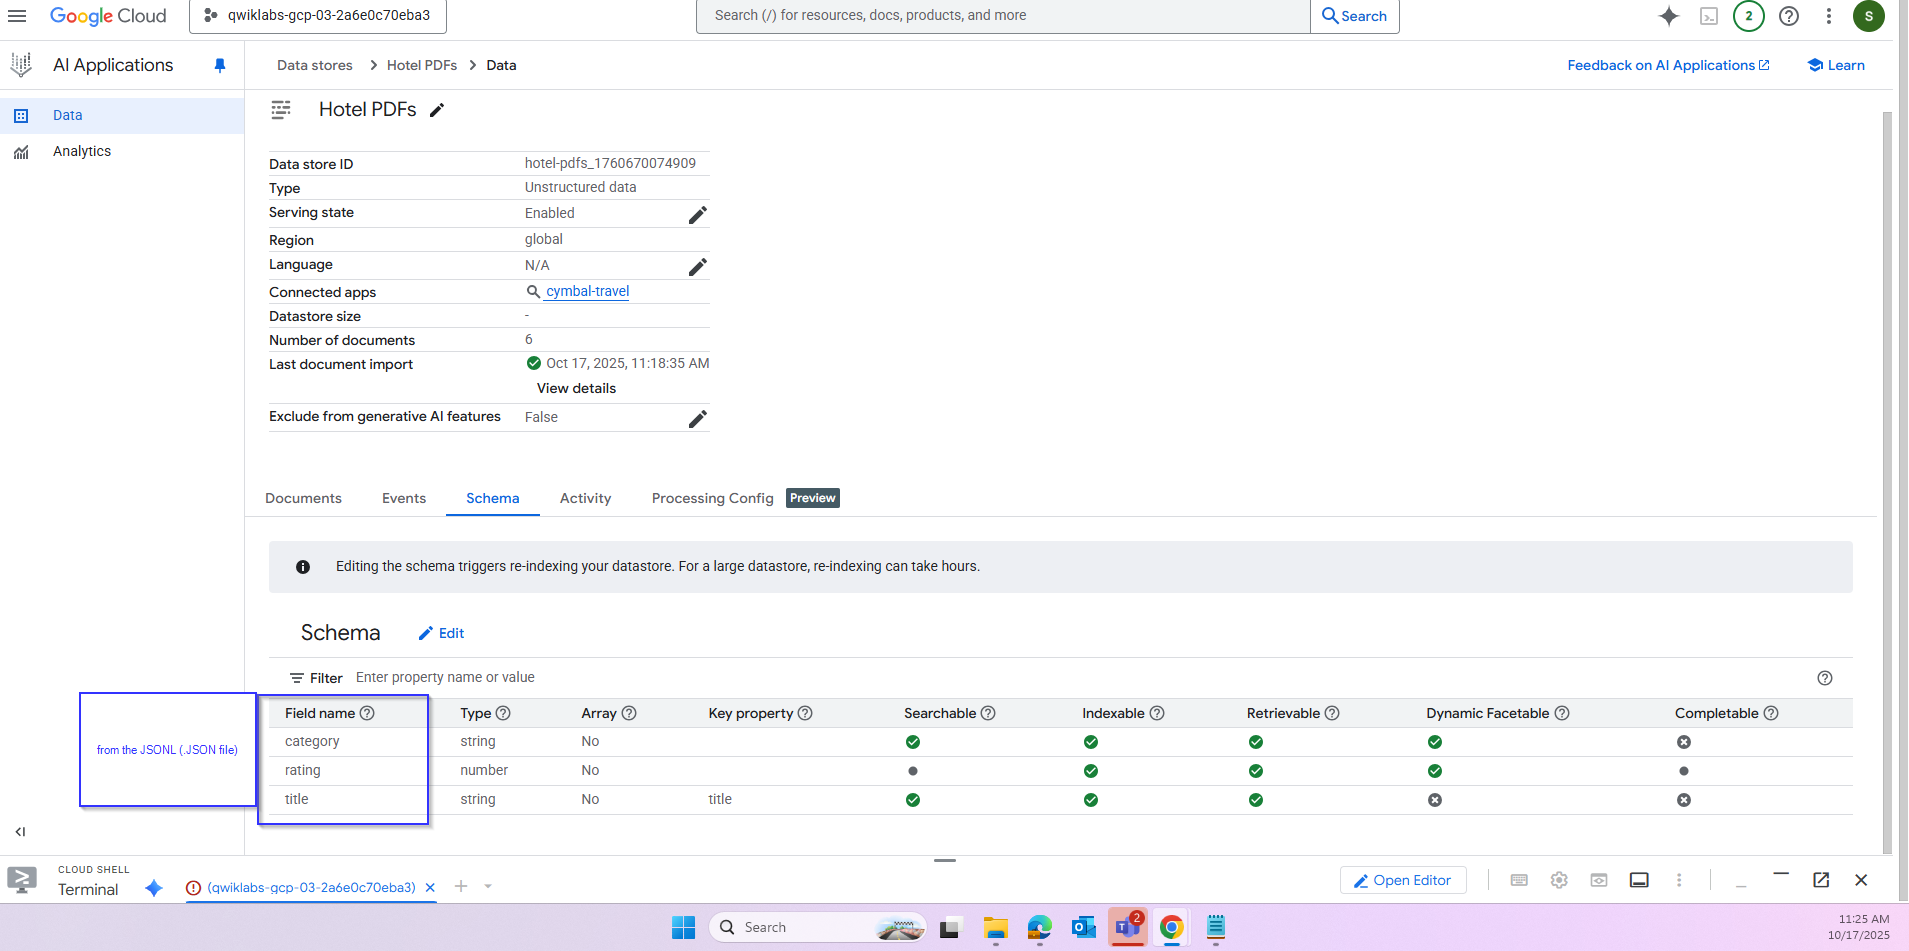 Google Cloud
qwiklabs-gcp-03-2a6e0c70eba3
Search (/) for resources, docs, products, and more
Search
2
S
AI Applications
Data stores
Hotel PDFs
Data
Feedback on AI Applications
Learn
Data
Analytics
Hotel PDFs
Data store ID hotel-pdfs_1760670074909
Type Unstructured data
Serving state Enabled
Region global
Language N/A
Connected apps cymbal-travel
Datastore size -
Number of documents 6
Last document import Oct 17, 2025, 11:18:35 AM
View details
Exclude from generative AI features False
Documents Events Schema Activity Processing Config Preview
Editing the schema triggers re-indexing your datastore. For a large datastore, re-indexing can take hours.
Schema Edit
Filter Enter property name or value
Field name Type Array Key property Searchable Indexable Retrievable Dynamic Facetable Completable
category string No
from the JSONL (.JSON file)
rating number No
title string No title
CLOUD SHELL
Terminal
(qwiklabs-gcp-03-2a6e0c70eba3)
Open Editor
Search
2
11:25 AM
10/17/2025